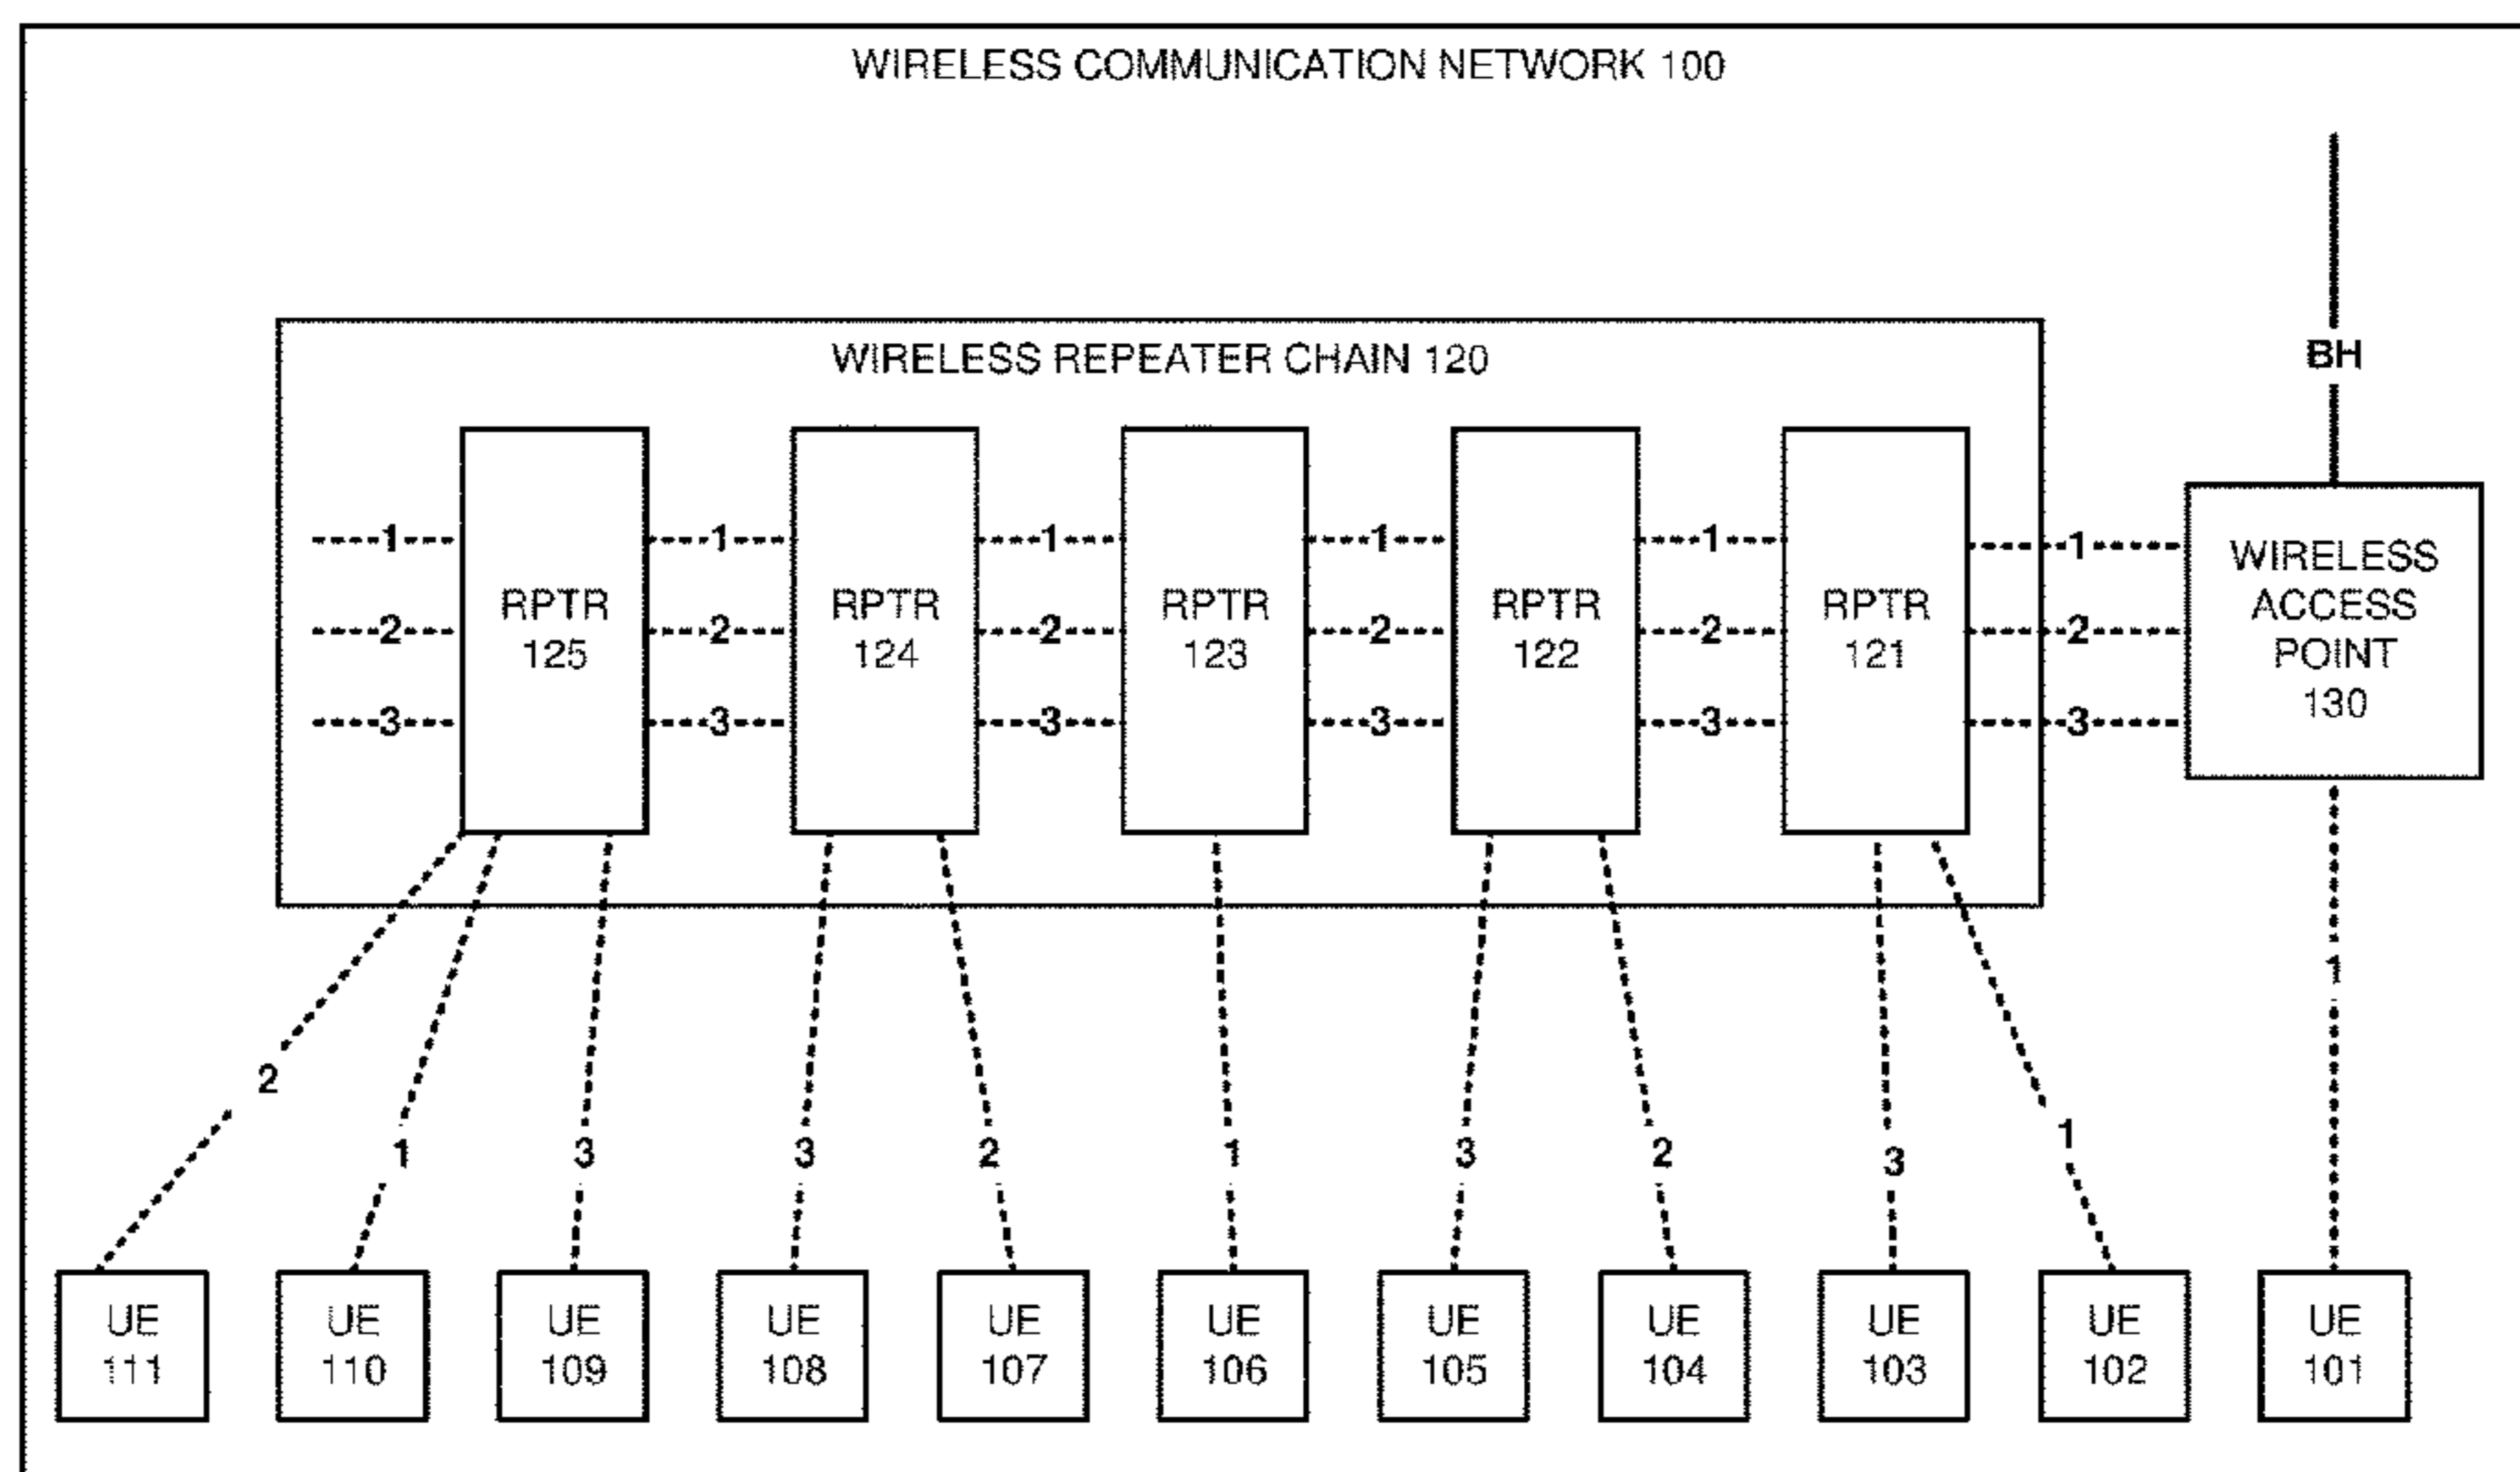 WIRELESS COMMUNICATION NETWORK 100
BH
WIRELESS REPEATER CHAIN 120
1 1 1 1 1 1
2 2 2 2 2 2
3 3 3 3 3 3
RPTR
125
RPTR
124
RPTR
123
RPTR
122
RPTR
121
WIRELESS
ACCESS
POINT
130
2 1 3 3 2 1 3 2 3 1 1
UE
111
UE
110
UE
109
UE
108
UE
107
UE
106
UE
105
UE
104
UE
103
UE
102
UE
101